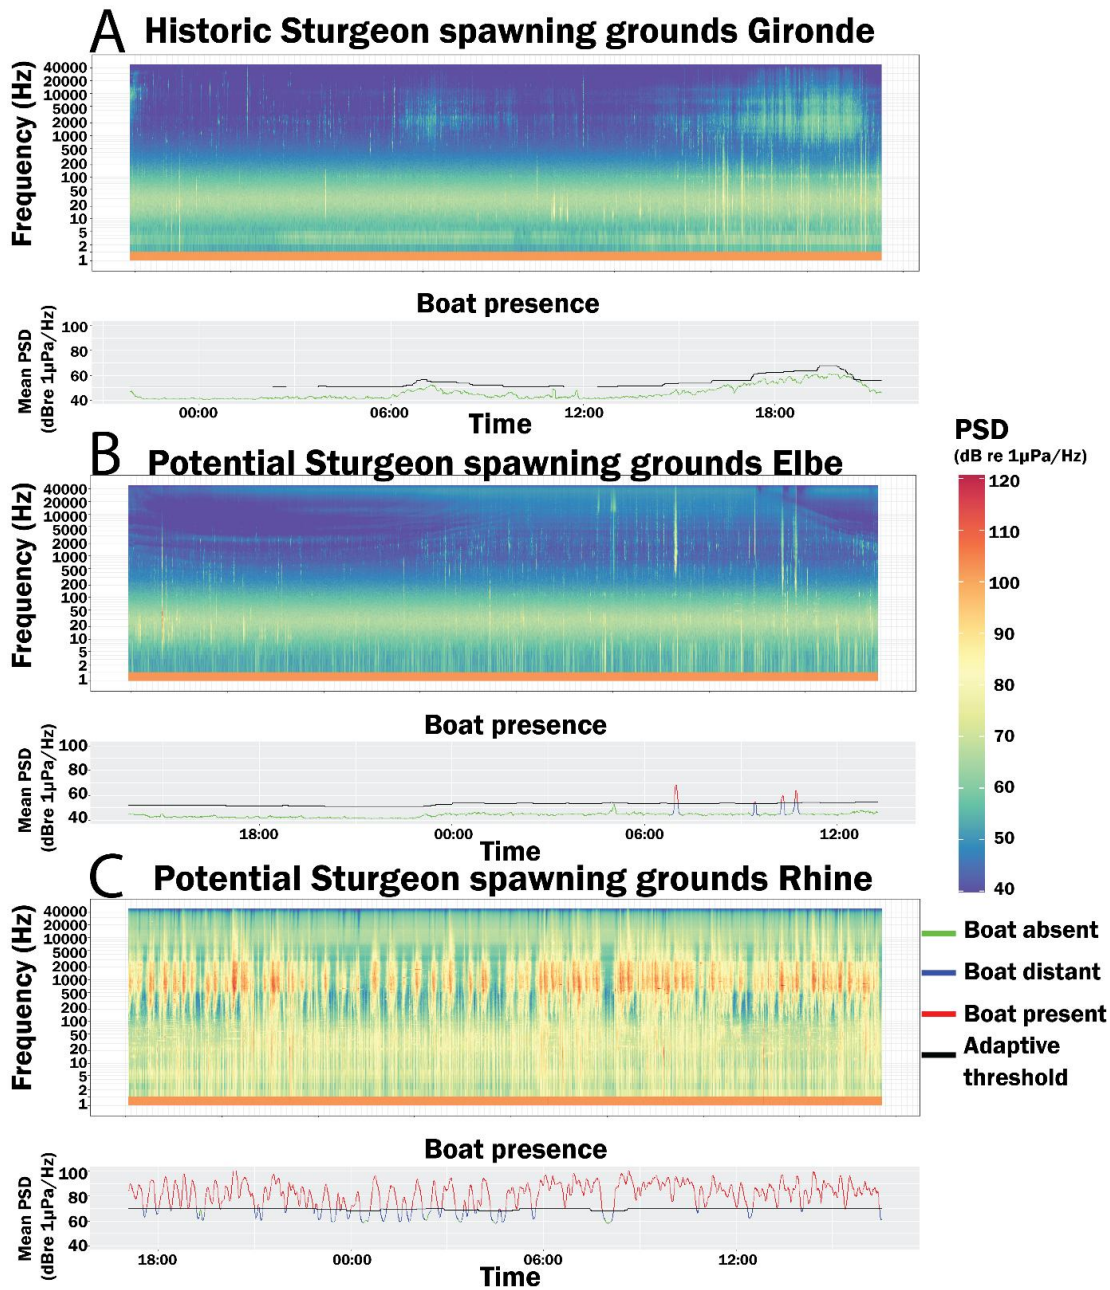 A Historic Sturgeon spawning grounds Gironde
Frequency (Hz)
40000
20000
10000
5000
2000
1000
500
200
100
50
20
10
5
2
1
Boat presence
Mean PSD
(dBre 1µPa/Hz)
100
80
60
40
00:00 06:00 12:00 18:00
Time
B Potential Sturgeon spawning grounds Elbe
Frequency (Hz)
40000
20000
10000
5000
2000
1000
500
200
100
50
20
10
5
2
1
Boat presence
Mean PSD
(dBre 1µPa/Hz)
100
80
60
40
18:00 00:00 06:00 12:00
Time
C Potential Sturgeon spawning grounds Rhine
Frequency (Hz)
40000
20000
10000
5000
2000
1000
500
200
100
50
20
10
5
2
1
Boat presence
Mean PSD
(dBre 1µPa/Hz)
100
80
60
40
18:00 00:00 06:00 12:00
Time
PSD
(dB re 1µPa/Hz)
120
110
100
90
80
70
60
50
40
Boat absent
Boat distant
Boat present
Adaptive
threshold